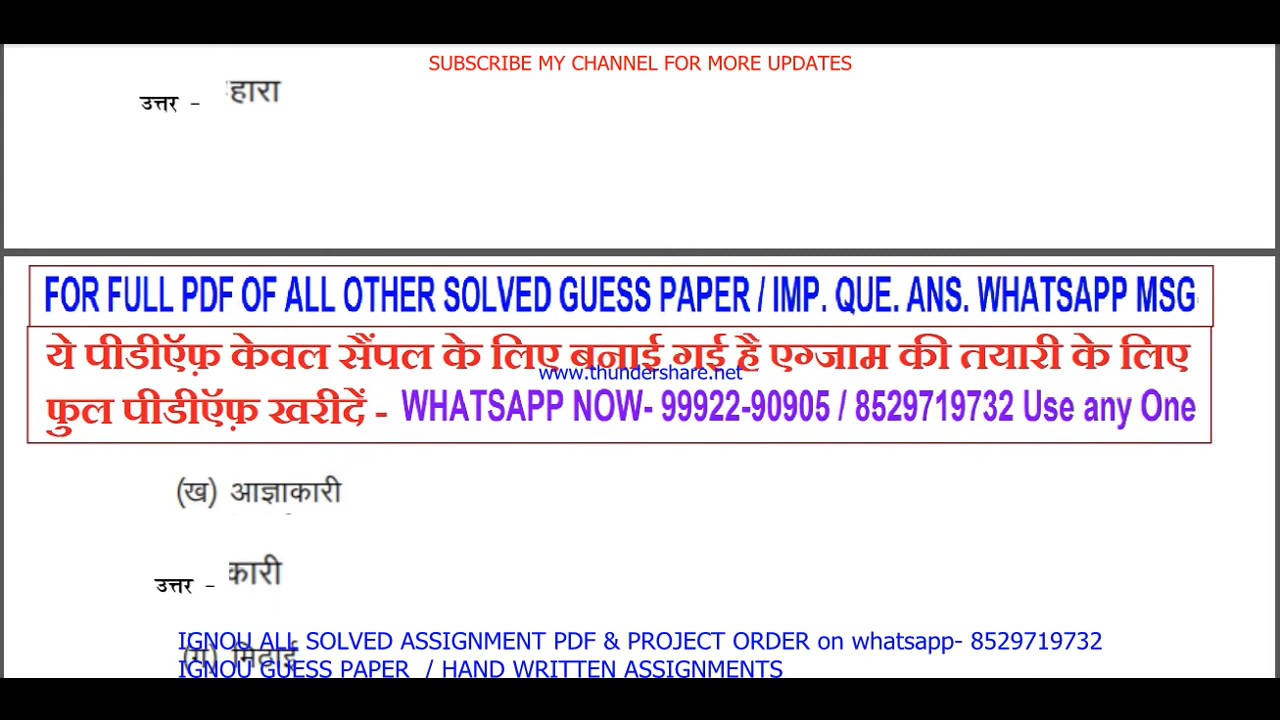 SUBSCRIBE MY CHANNEL FOR MORE UPDATES
उत्तर - हारा
FOR FULL PDF OF ALL OTHER SOLVED GUESS PAPER / IMP. QUE. ANS. WHATSAPP MSG
ये पीडीऍफ़ केवल सैंपल के लिए बनाई गई है एग्जाम की तयारी के लिए
www.thundershare.net
फुल पीडीऍफ़ खरीदें - WHATSAPP NOW- 99922-90905 / 8529719732 Use any One
(ख) आज्ञाकारी
उत्तर - कारी
IGNOU ALL SOLVED ASSIGNMENT PDF & PROJECT ORDER on whatsapp- 8529719732
(ग) मिठाई
IGNOU GUESS PAPER / HAND WRITTEN ASSIGNMENTS